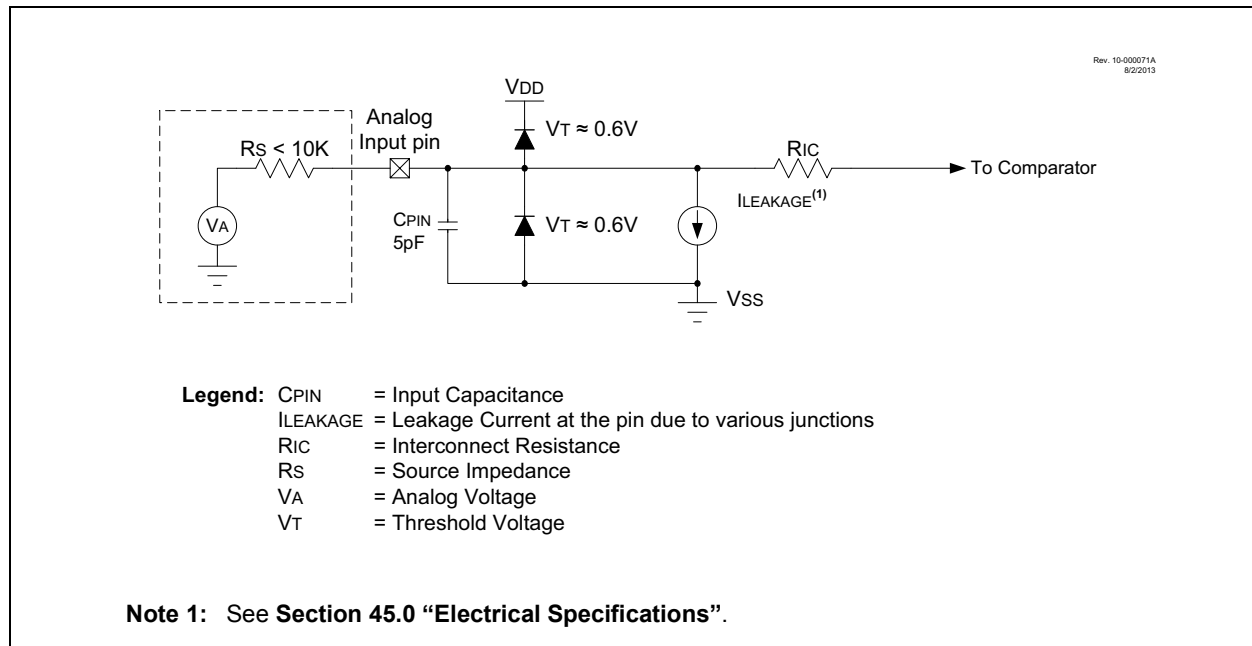 Rev. 10-000071A
8/2/2013
VDD
Analog
Input pin
VT ≈ 0.6V
RS < 10K
RIC
To Comparator
ILEAKAGE(1)
VA
CPIN
5pF
VT ≈ 0.6V
VSS
Legend: CPIN = Input Capacitance
ILEAKAGE = Leakage Current at the pin due to various junctions
RIC = Interconnect Resistance
RS = Source Impedance
VA = Analog Voltage
VT = Threshold Voltage
Note 1: See Section 45.0 “Electrical Specifications”.